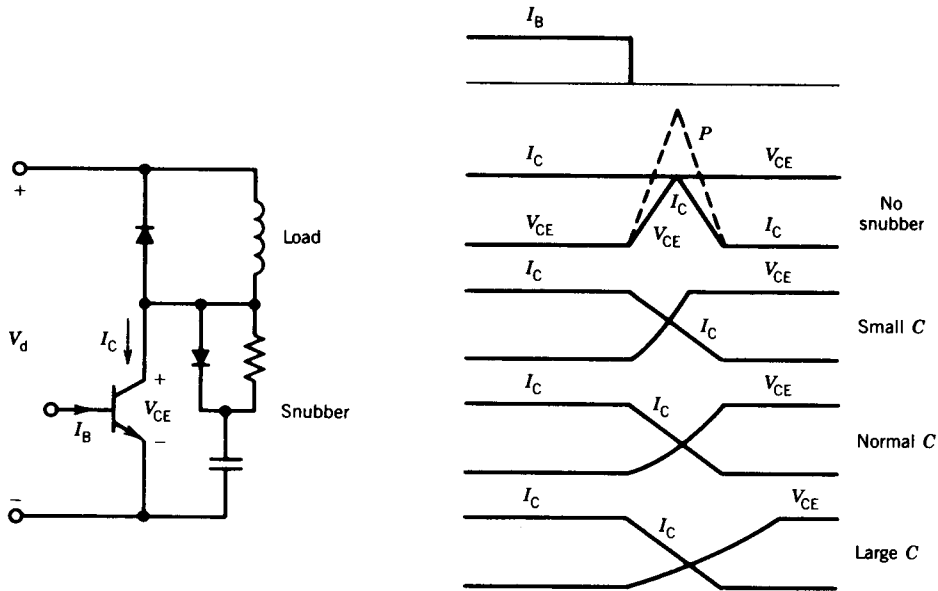 +
Load
V_d
I_C
+
V_CE
−
I_B
Snubber
−
I_B
P
I_C
V_CE
I_C
V_CE
V_CE
I_C
No
snubber
I_C
V_CE
I_C
Small C
I_C
I_C
V_CE
Normal C
I_C
I_C
V_CE
Large C